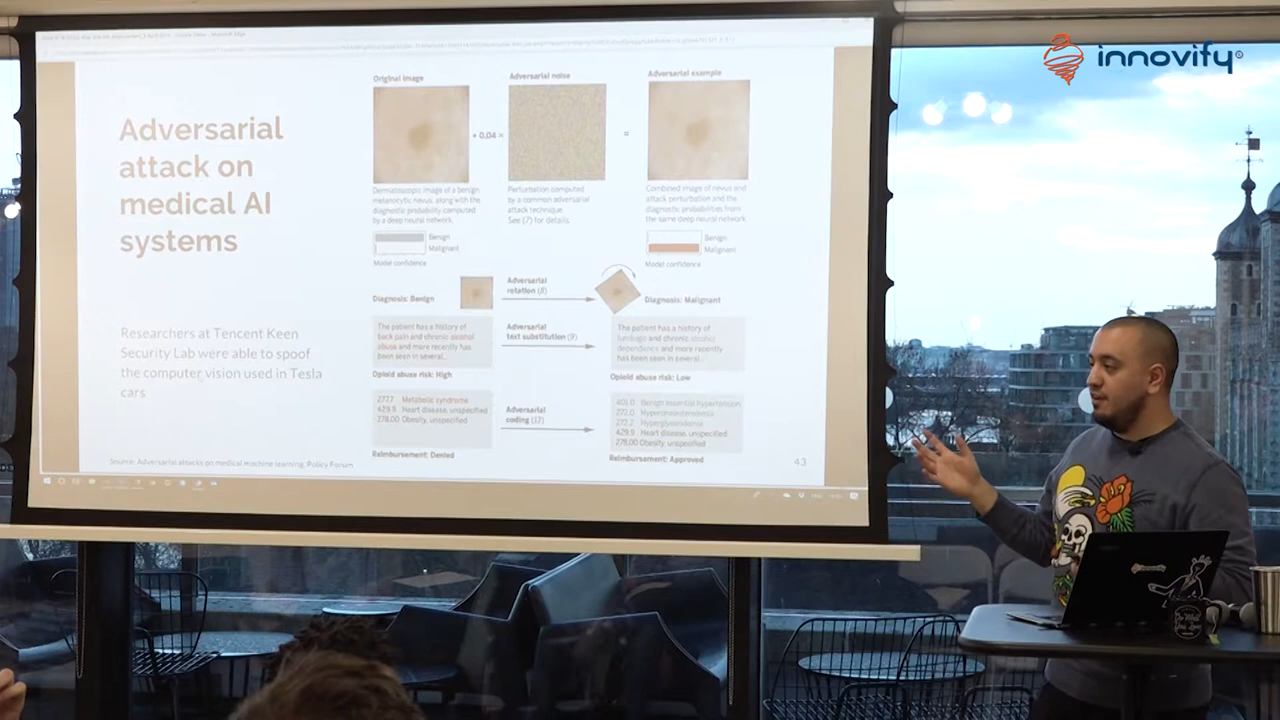 innovify
Adversarial
attack on
medical AI
systems
Researchers at Tencent Keen
Security Lab were able to spoof
the computer vision used in Tesla
cars
Original image
Adversarial noise
Adversarial example
+ 0.04 ×
=
Dermatoscopic image of a benign
melanocytic nevus, along with the
diagnostic probability computed
by a deep neural network.
Perturbation computed
by a common adversarial
attack technique.
See (7) for details.
Combined image of nevus and
attack perturbation and the
diagnostic probabilities from
the same deep neural network.
Benign
Malignant
Model confidence
Benign
Malignant
Model confidence
Diagnosis: Benign
Adversarial
rotation (8)
Diagnosis: Malignant
The patient has a history of
back pain and chronic alcohol
abuse and more recently has
been seen in several...
Adversarial
text substitution (9)
The patient has a history of
lumbago and chronic alcohol
dependence and more recently
has been seen in several...
Opioid abuse risk: High
Opioid abuse risk: Low
277.7 Metabolic syndrome
429.9 Heart disease, unspecified
278.00 Obesity, unspecified
Adversarial
coding (13)
401.0 Benign essential hypertension
272.0 Hypercholesterolemia
272.2 Hyperglyceridemia
429.9 Heart disease, unspecified
278.00 Obesity, unspecified
Reimbursement: Denied
Reimbursement: Approved
Source: Adversarial attacks on medical machine learning, Policy Forum
43
innovify